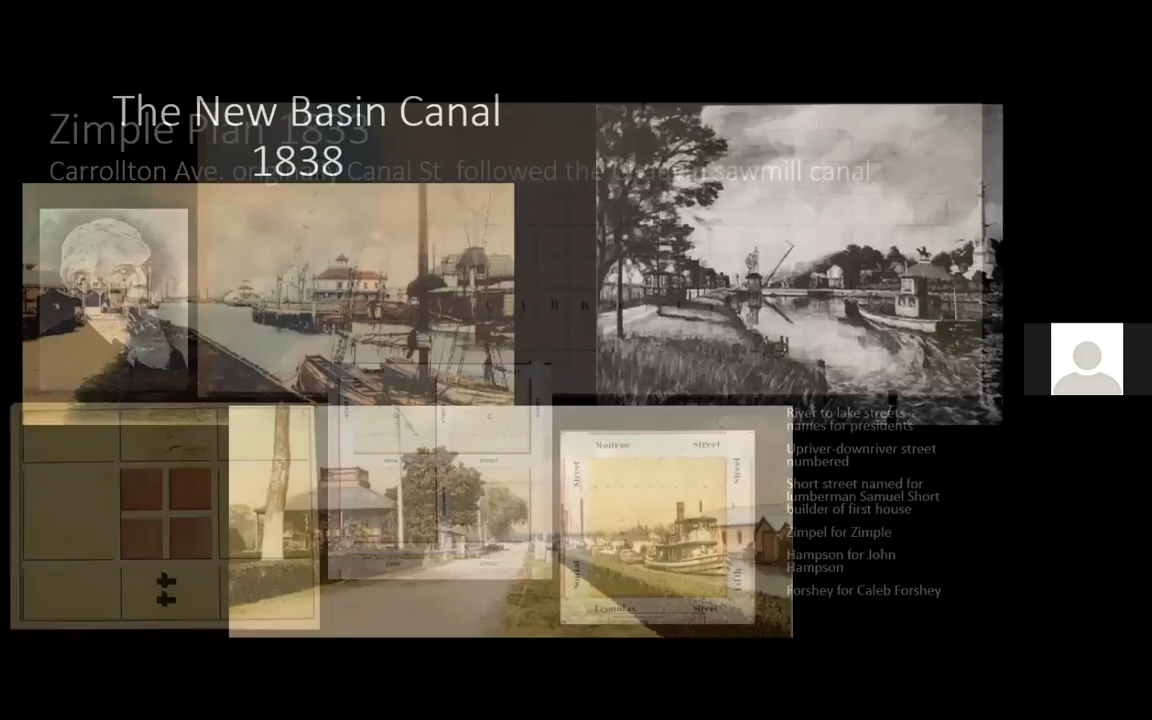 The New Basin Canal
1838
Zimple Plan 1833
Carrollton Ave. originally Canal St followed the sawmill canal
River to lake streets
names for presidents
Upriver-downriver street
numbered
Short street named for
lumberman Samuel Short
builder of first house
Zimpel for Zimple
Hampson for John
Hampson
Forshey for Caleb Forshey
Monroe Street
Street
Street
Fifth
Street
C A R R
C